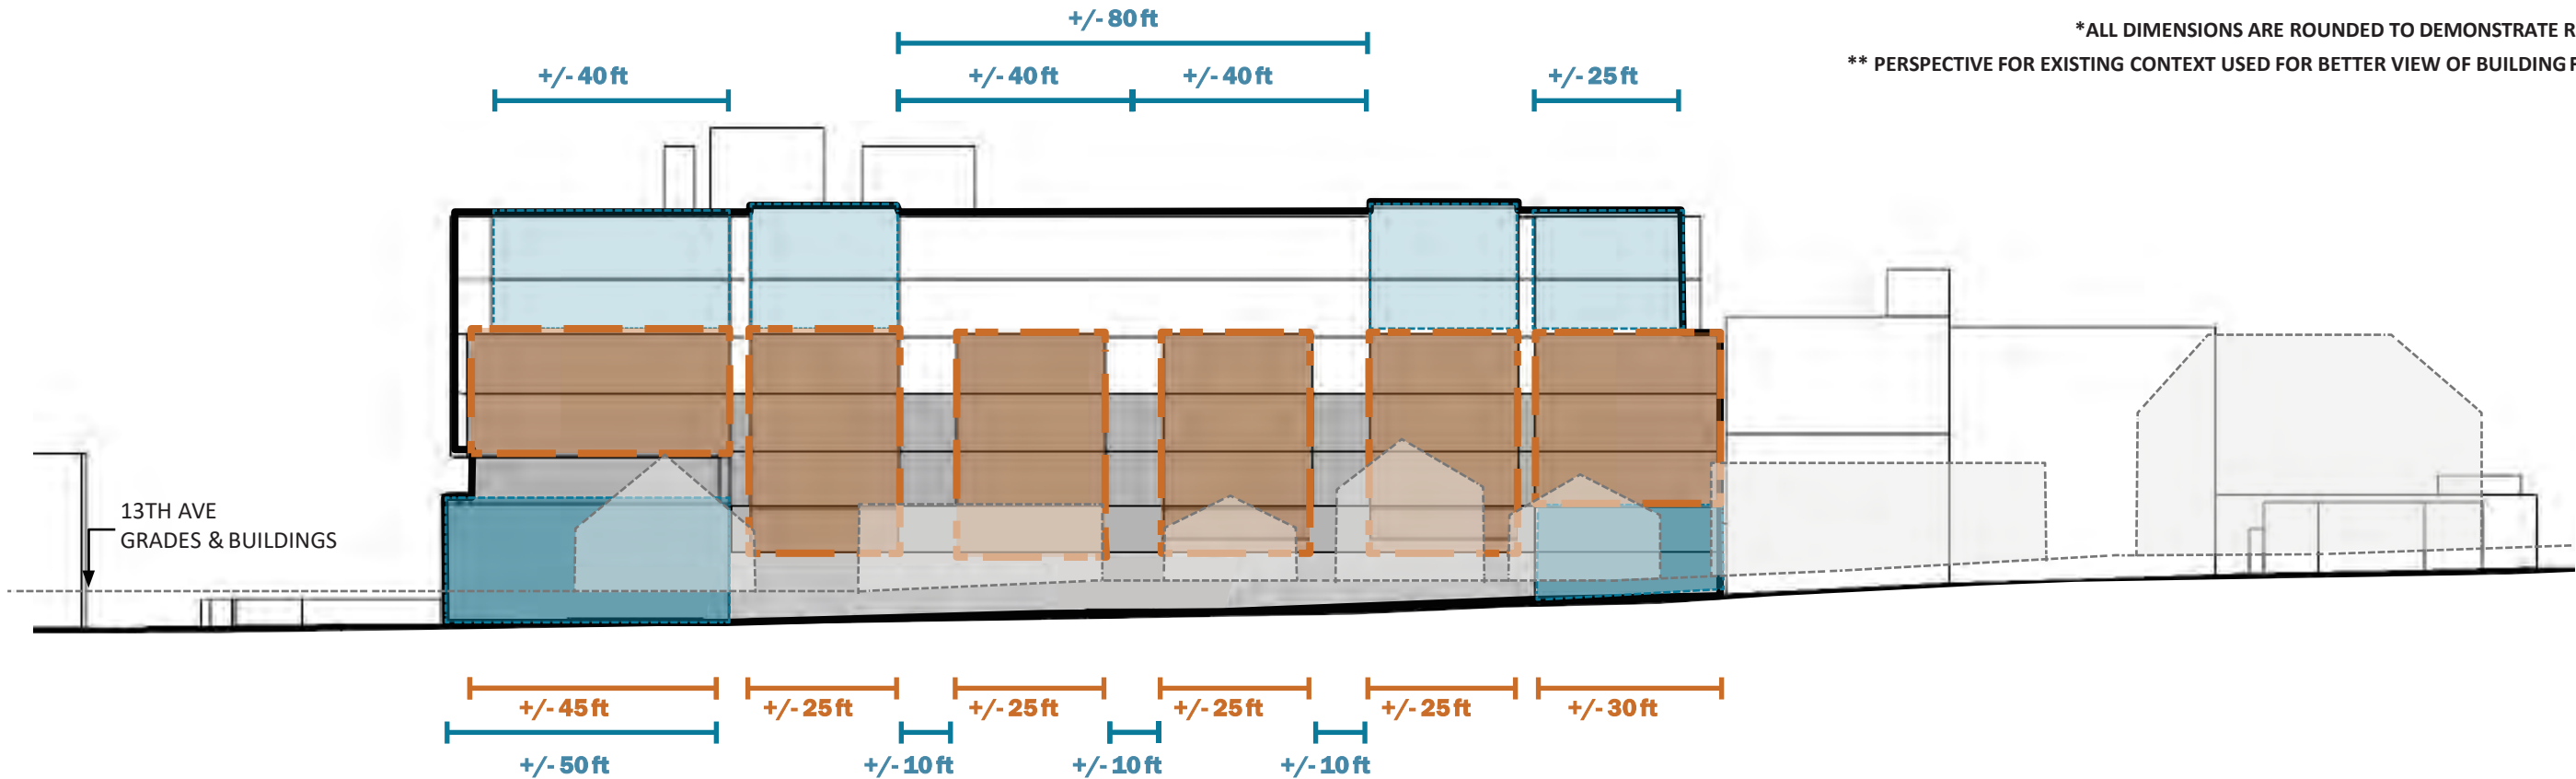 +/- 80 ft
*ALL DIMENSIONS ARE ROUNDED TO DEMONSTRATE R
** PERSPECTIVE FOR EXISTING CONTEXT USED FOR BETTER VIEW OF BUILDING F
+/- 40 ft
+/- 40 ft
+/- 40 ft
+/- 25 ft
13TH AVE
GRADES & BUILDINGS
+/- 45 ft
+/- 25 ft
+/- 25 ft
+/- 25 ft
+/- 25 ft
+/- 30 ft
+/- 50 ft
+/- 10 ft
+/- 10 ft
+/- 10 ft